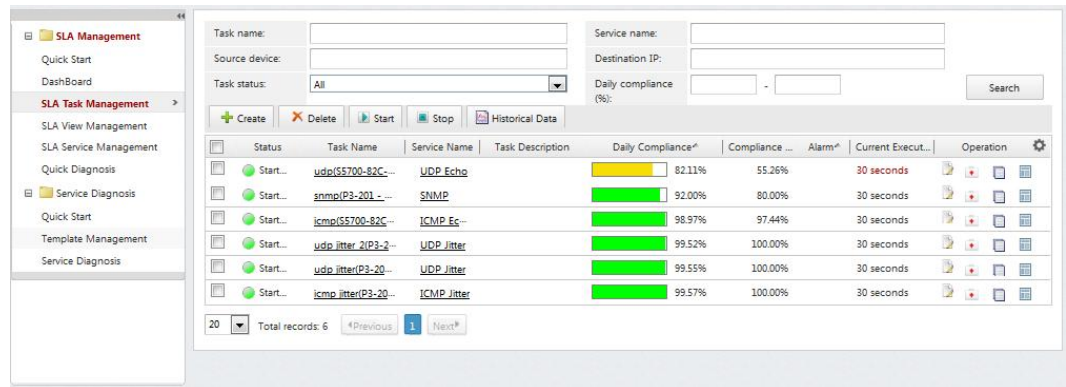 SLA Management
Quick Start
DashBoard
SLA Task Management
SLA View Management
SLA Service Management
Quick Diagnosis
Service Diagnosis
Quick Start
Template Management
Service Diagnosis
Task name: Service name:
Source device: Destination IP:
Task status: All Daily compliance (%): - Search
Create Delete Start Stop Historical Data
Status Task Name Service Name Task Description Daily Compliance Compliance ... Alarm Current Execut... Operation
Start... udp(S5700-82C-... UDP Echo 82.11% 55.26% 30 seconds
Start... snmp(P3-201 - ... SNMP 92.00% 80.00% 30 seconds
Start... icmp(S5700-82C... ICMP Ec... 98.97% 97.44% 30 seconds
Start... udp jitter 2(P3-2... UDP Jitter 99.52% 100.00% 30 seconds
Start... udp jitter(P3-20... UDP Jitter 99.55% 100.00% 30 seconds
Start... icmp jitter(P3-20... ICMP Jitter 99.57% 100.00% 30 seconds
20 Total records: 6 Previous 1 Next